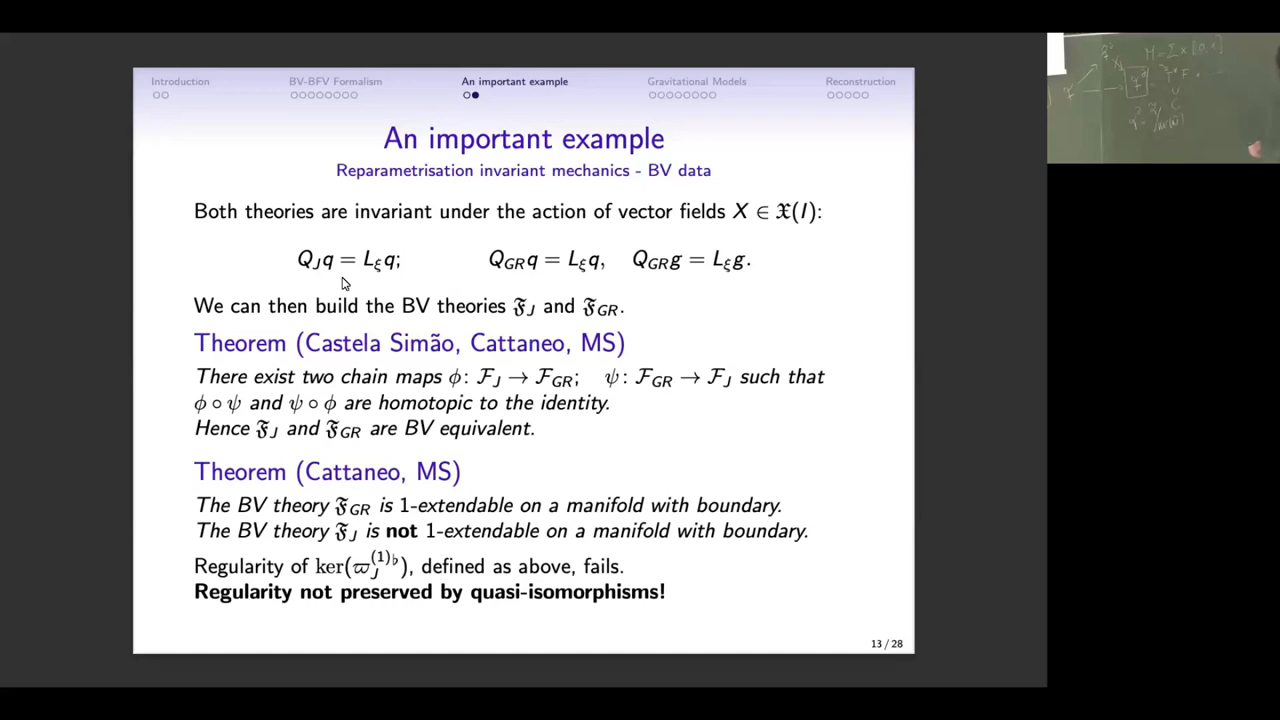 Introduction BV-BFV Formalism An important example Gravitational Models Reconstruction
An important example
Reparametrisation invariant mechanics - BV data
Both theories are invariant under the action of vector fields X ∈ 𝔛(I):
Q_J q = L_ξ q; Q_GR q = L_ξ q, Q_GR g = L_ξ g.
We can then build the BV theories 𝔉_J and 𝔉_GR.
Theorem (Castela Simão, Cattaneo, MS)
There exist two chain maps ϕ: ℱ_J → ℱ_GR; ψ: ℱ_GR → ℱ_J such that
ϕ ∘ ψ and ψ ∘ ϕ are homotopic to the identity.
Hence 𝔉_J and 𝔉_GR are BV equivalent.
Theorem (Cattaneo, MS)
The BV theory 𝔉_GR is 1-extendable on a manifold with boundary.
The BV theory 𝔉_J is not 1-extendable on a manifold with boundary.
Regularity of ker(ϖ_J^(1)♭), defined as above, fails.
Regularity not preserved by quasi-isomorphisms!
13 / 28